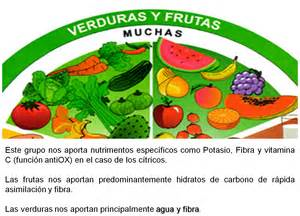 VERDURAS Y FRUTAS
MUCHAS
Este grupo nos aporta nutrimentos específicos como Potasio, Fibra y vitamina
C (función antiOX) en el caso de los cítricos.
Las frutas nos aportan predominantemente hidratos de carbono de rápida
asimilación y fibra.
Las verduras nos aportan principalmente agua y fibra.